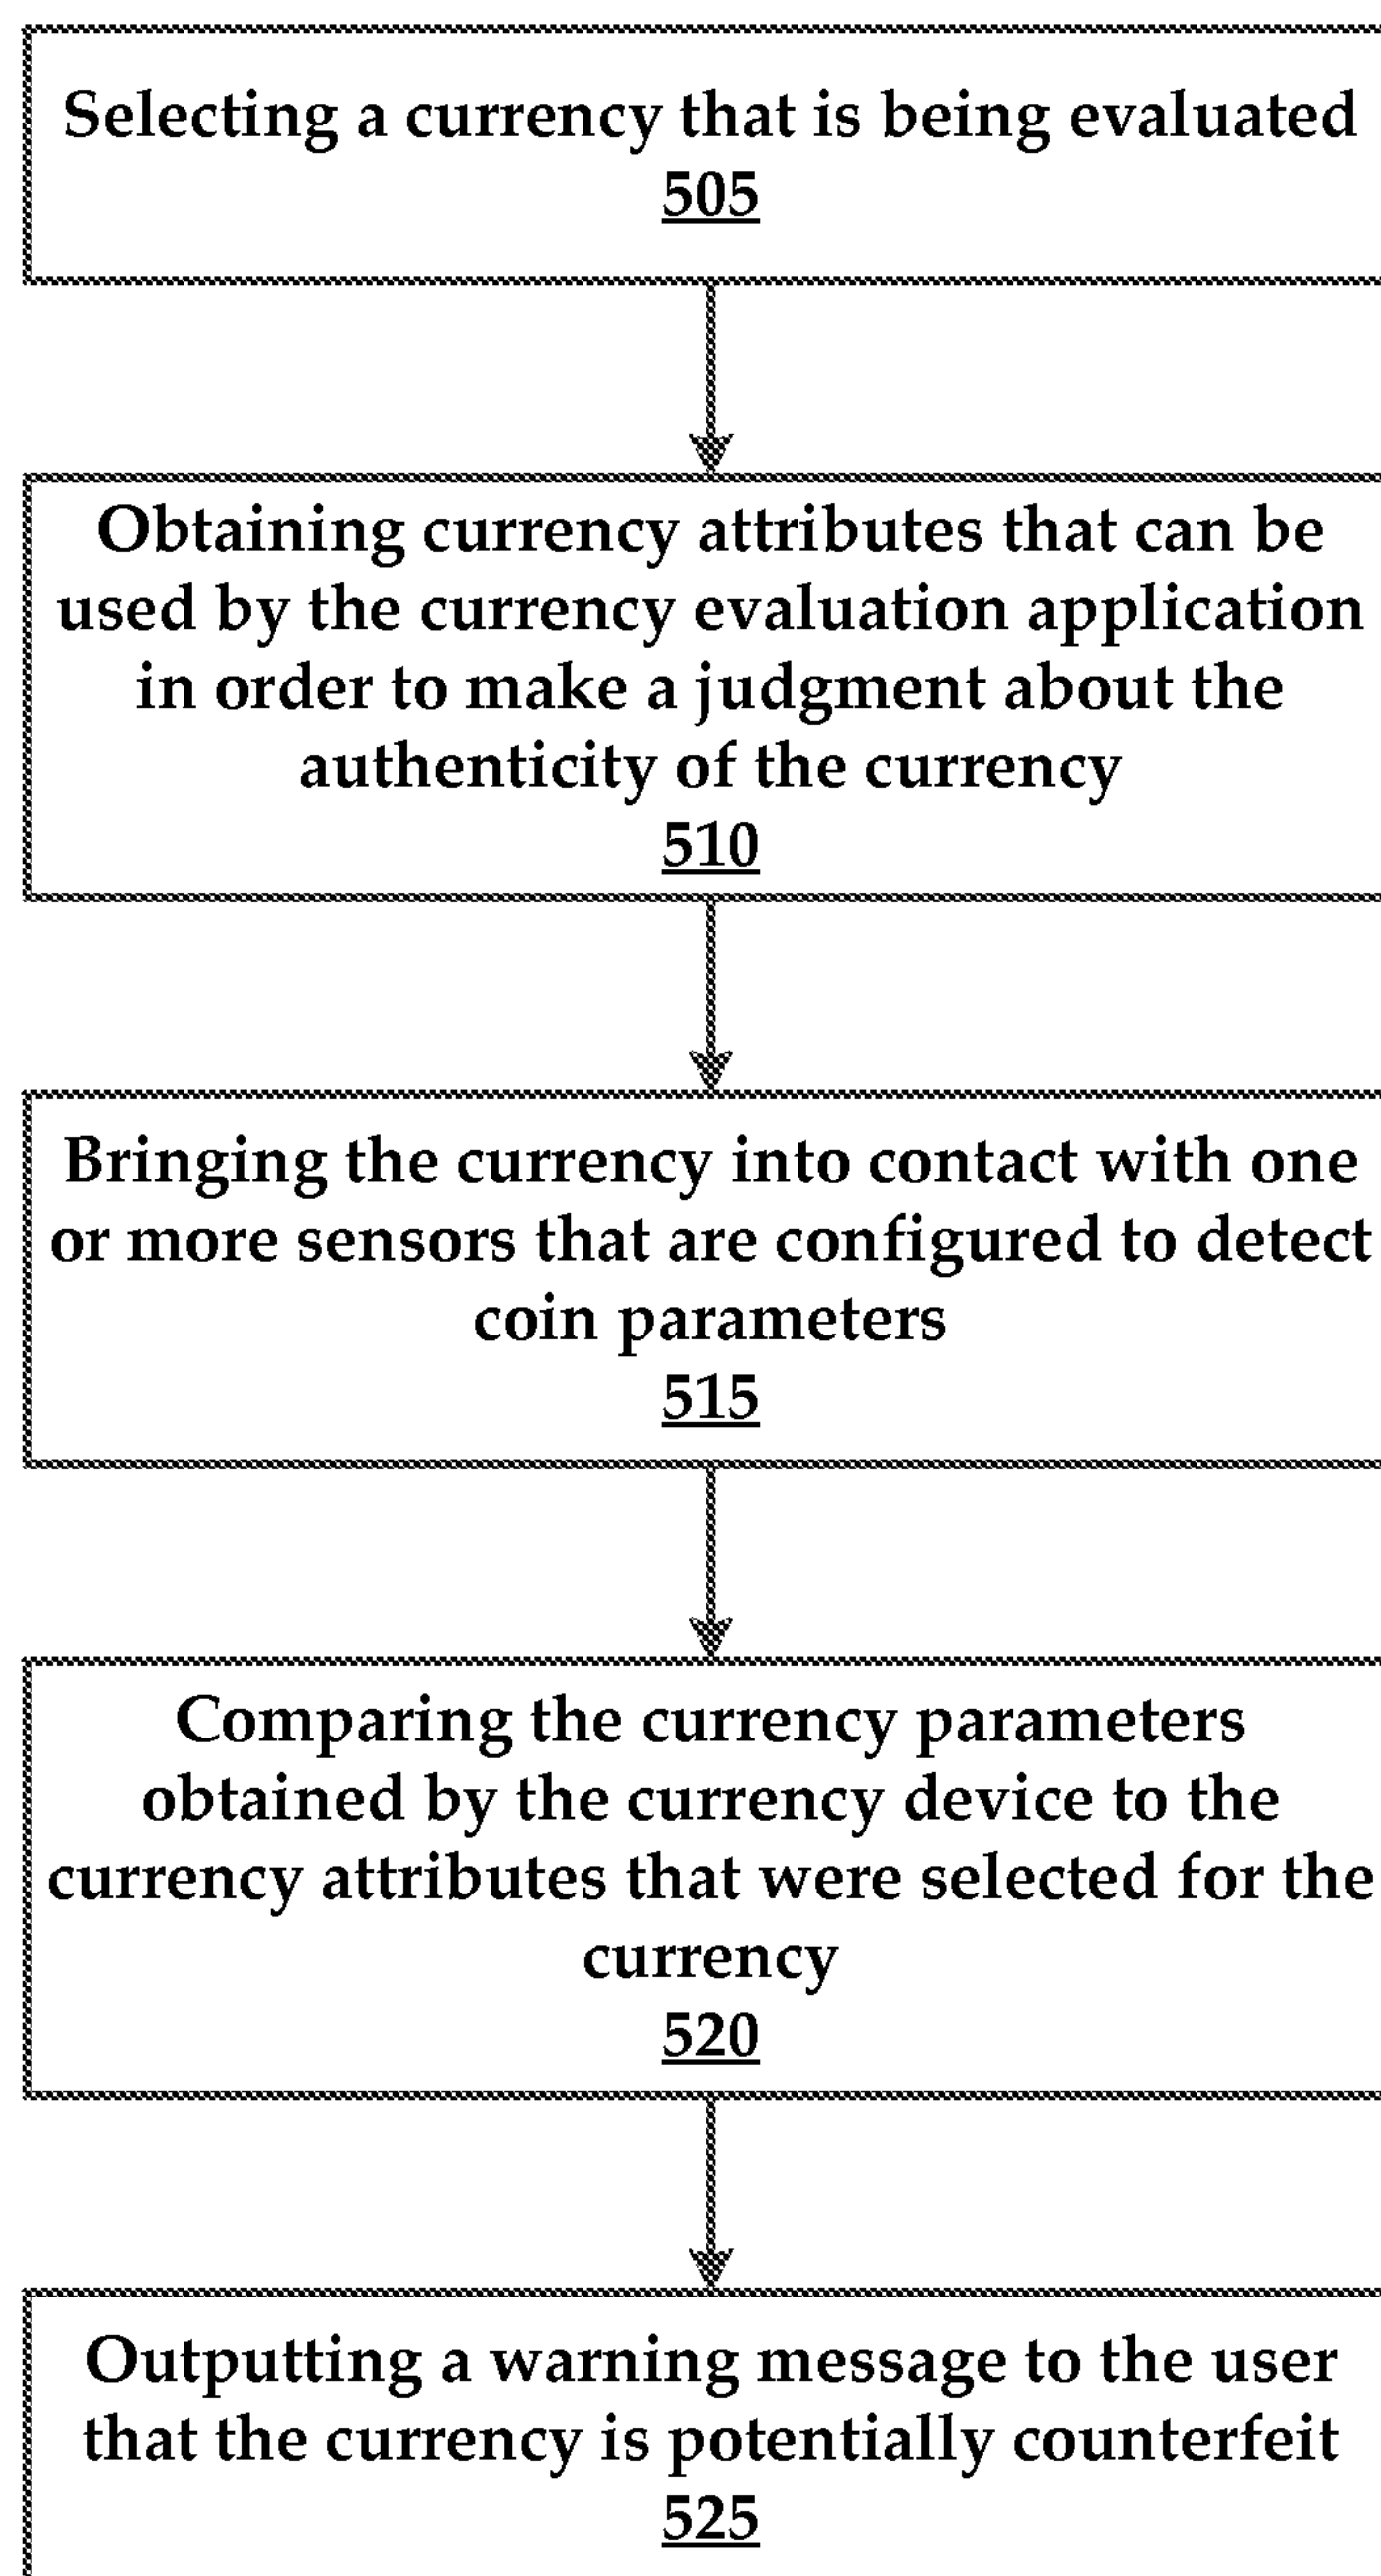 Selecting a currency that is being evaluated
505
Obtaining currency attributes that can be
used by the currency evaluation application
in order to make a judgment about the
authenticity of the currency
510
Bringing the currency into contact with one
or more sensors that are configured to detect
coin parameters
515
Comparing the currency parameters
obtained by the currency device to the
currency attributes that were selected for the
currency
520
Outputting a warning message to the user
that the currency is potentially counterfeit
525